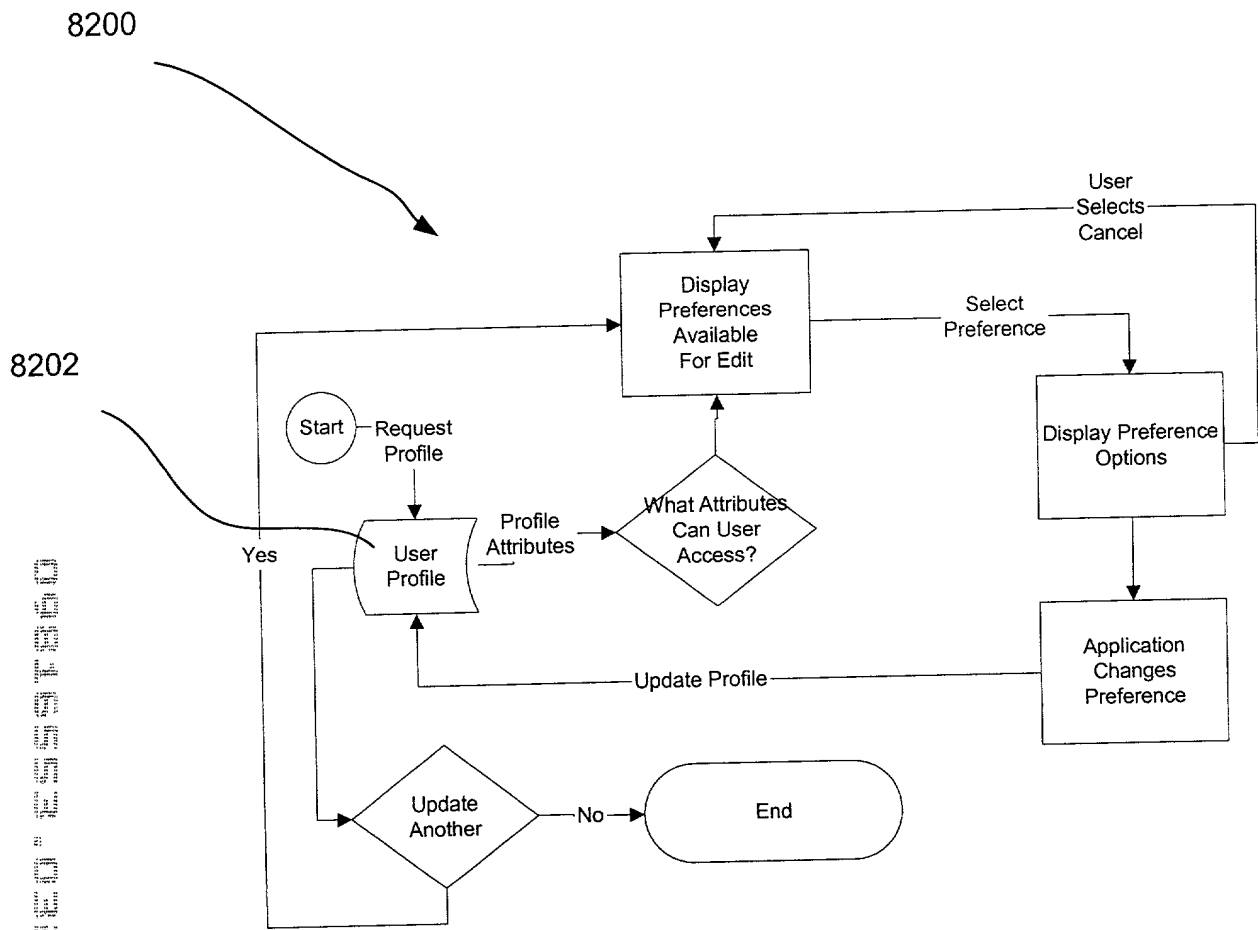 8200
User
Selects
Cancel
Display
Preferences
Available
For Edit
Select
Preference
8202
Start
Request
Profile
Display Preference
Options
What Attributes
Can User
Access?
Profile
Attributes
User
Profile
Yes
Application
Changes
Preference
Update Profile
Update
Another
No
End